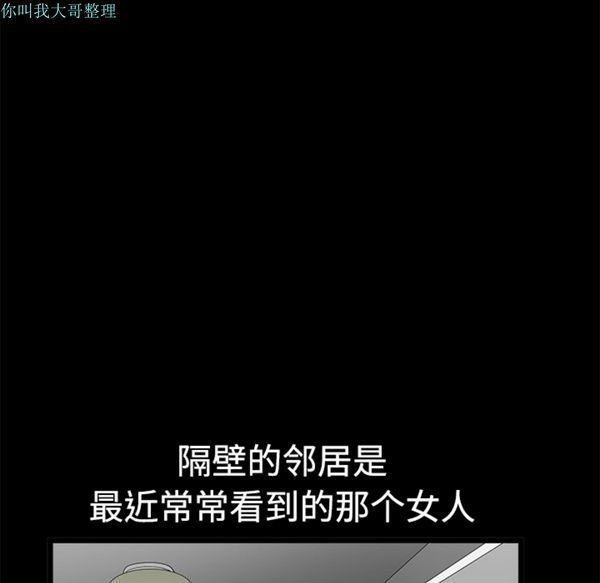 你叫我大哥整理
隔壁的邻居是
最近常常看到的那个女人